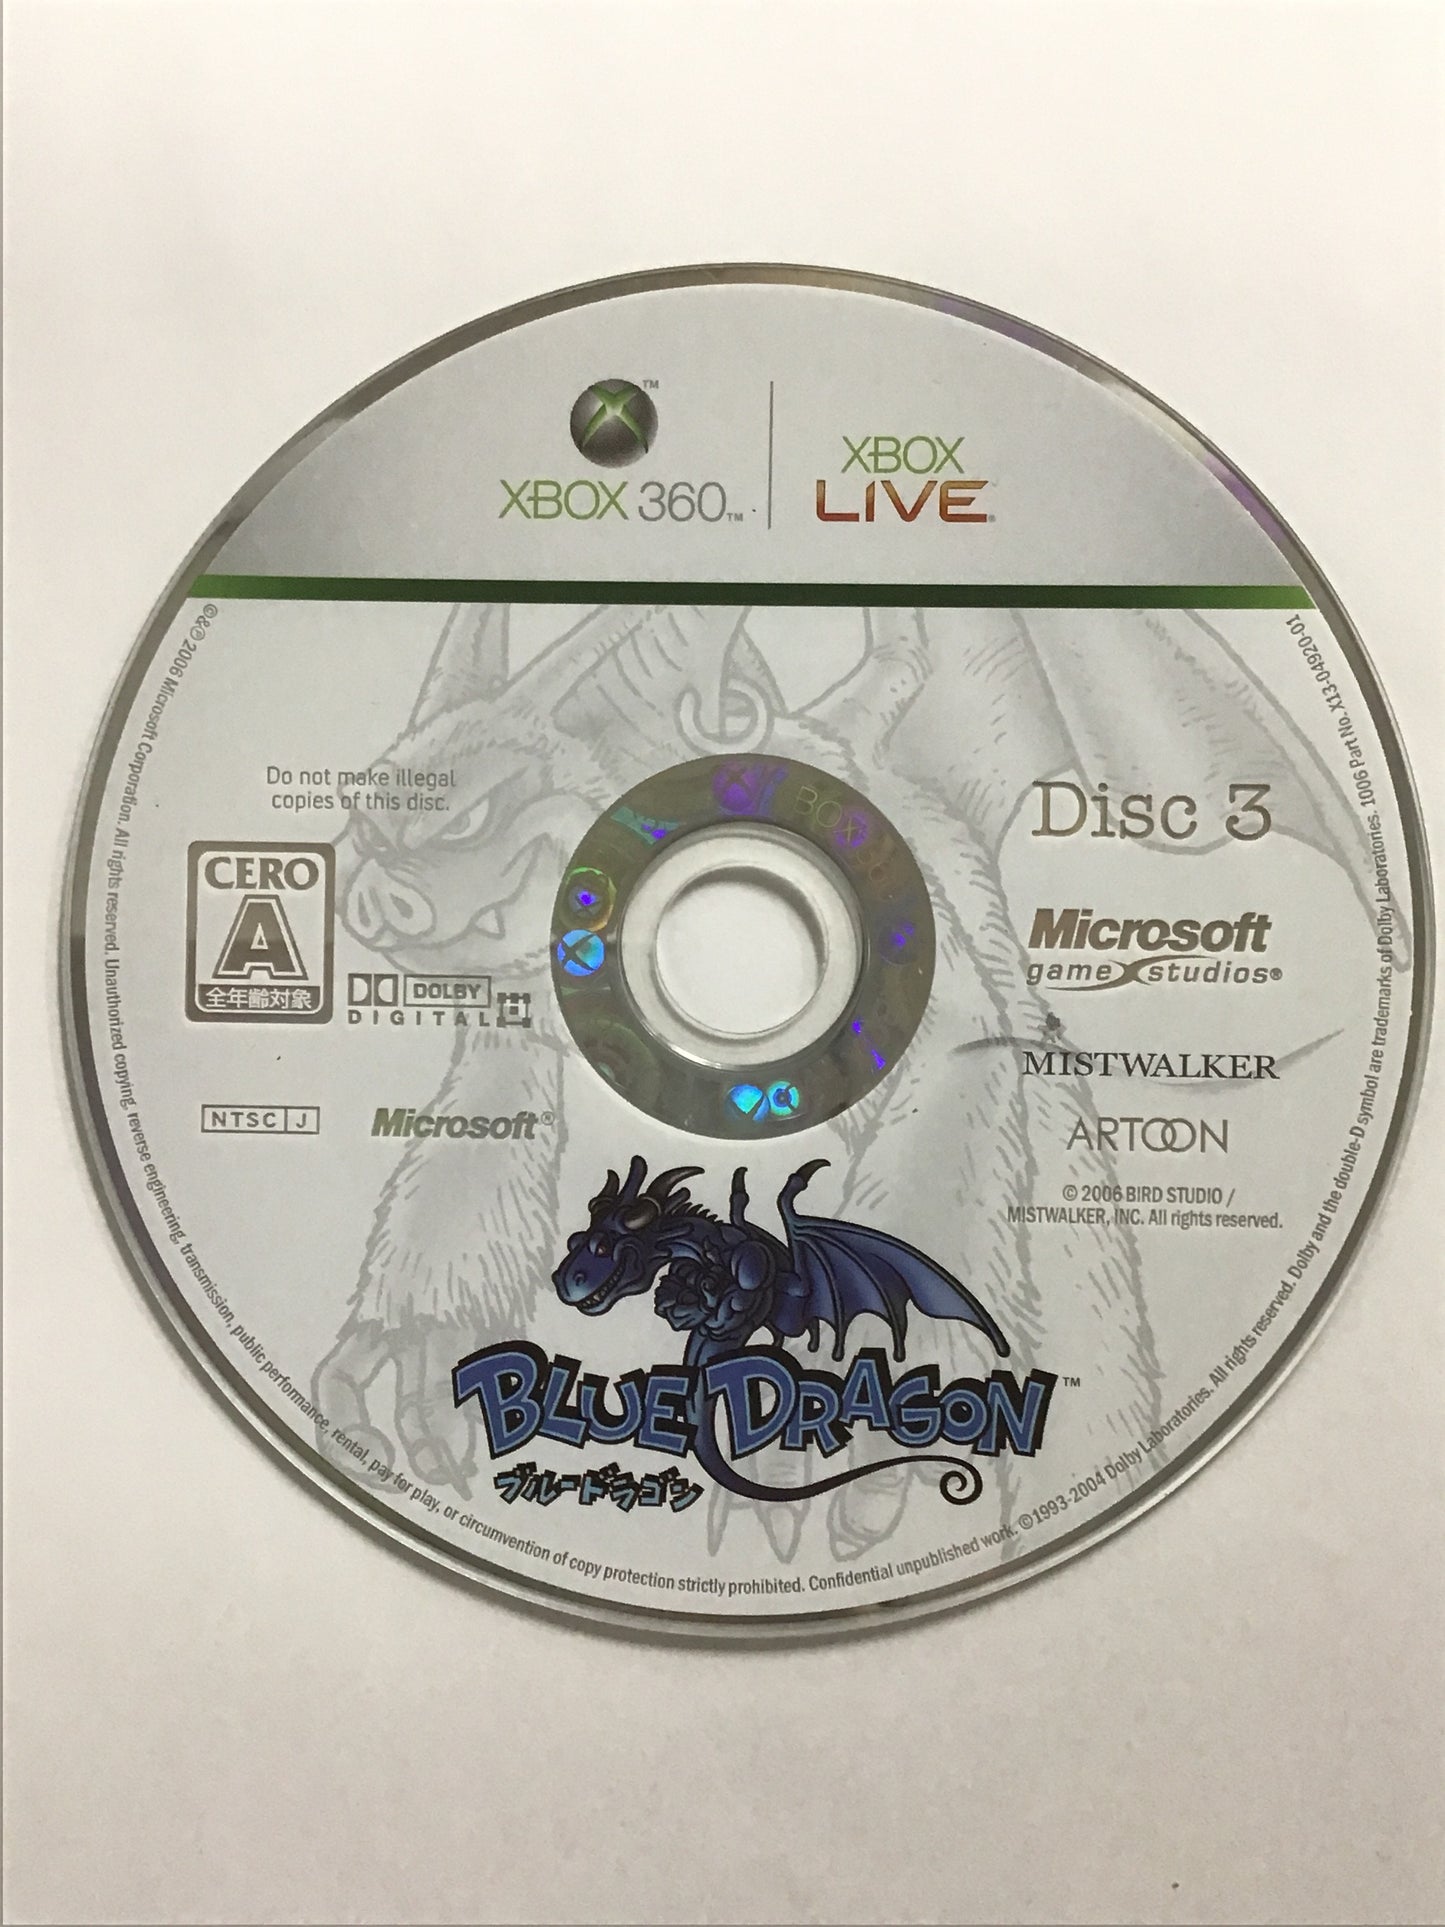 XBOX 360™
XBOX
LIVE®
©&℗ 2006 Microsoft Corporation. All rights reserved. Unauthorized copying, reverse engineering, transmission, public performance, rental, pay for play, or circumvention of copy protection strictly prohibited. Confidential unpublished work. ©1993-2004 Dolby Laboratories. All rights reserved. Dolby and the double-D symbol are trademarks of Dolby Laboratories. 1006 Part No. X13-04920-01
Do not make illegal
copies of this disc.
CERO
A
全年齢対象
DOLBY
DIGITAL
NTSC J
Microsoft®
Disc 3
Microsoft
game studios®
MISTWALKER
ARTOON
© 2006 BIRD STUDIO /
MISTWALKER, INC. All rights reserved.
BLUE DRAGON™
ブルードラゴン